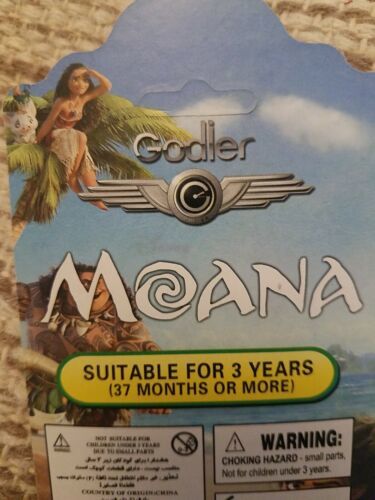 Godier
G
MOANA
SUITABLE FOR 3 YEARS
(37 MONTHS OR MORE)
NOT SUITABLE FOR
CHILDREN UNDER 3 YEARS
DUE TO SMALL PARTS
COUNTRY OF ORIGIN:CHINA
WARNING:
CHOKING HAZARD - small parts,
Not for children under 3 years.